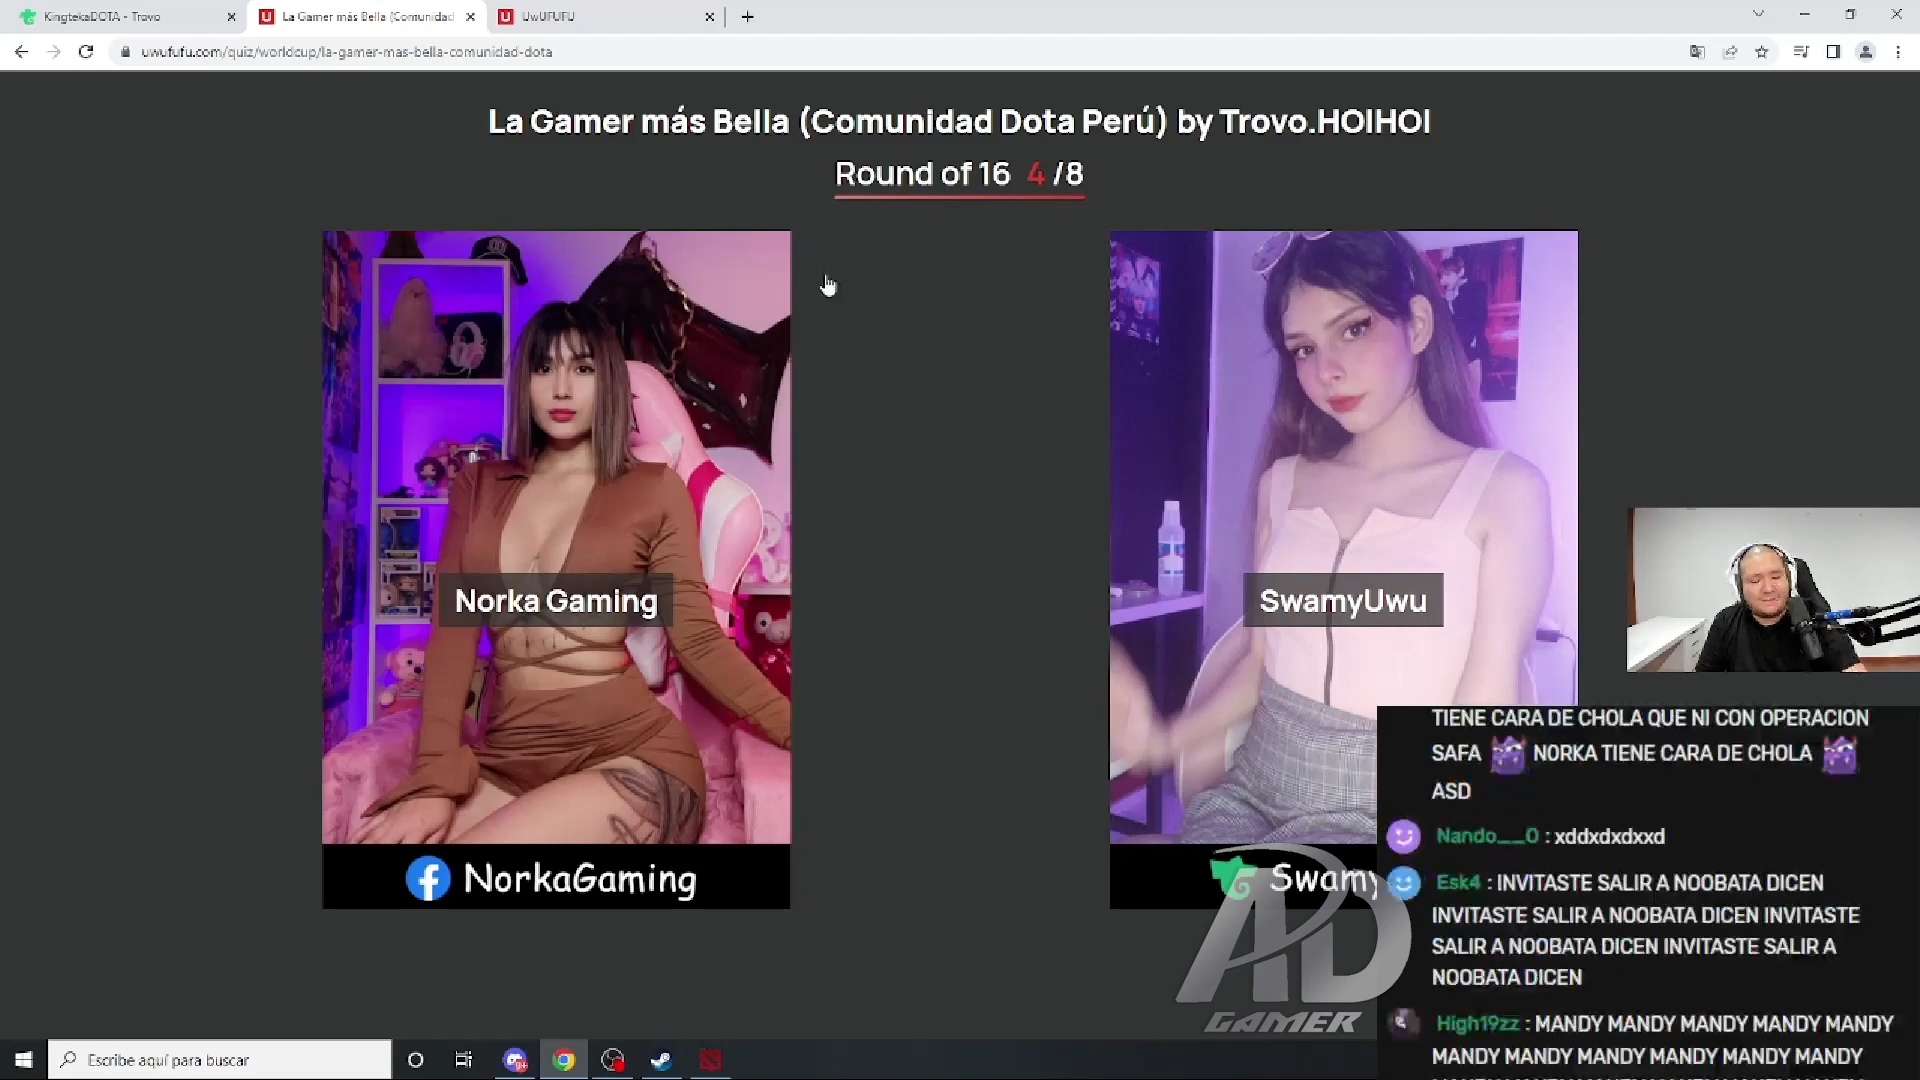 KingtekaDOTA - Trovo
La Gamer más Bella (Comunidad
UwUFUFU
uwufufu.com/quiz/worldcup/la-gamer-mas-bella-comunidad-dota
La Gamer más Bella (Comunidad Dota Perú) by Trovo.HOIHOI
Round of 16 4 /8
Norka Gaming
SwamyUwu
NorkaGaming
Swamy
TIENE CARA DE CHOLA QUE NI CON OPERACION
SAFA NORKA TIENE CARA DE CHOLA
ASD
Nando__0 : xddxdxdxxd
Esk4 : INVITASTE SALIR A NOOBATA DICEN
INVITASTE SALIR A NOOBATA DICEN INVITASTE
SALIR A NOOBATA DICEN INVITASTE SALIR A
NOOBATA DICEN
High19zz : MANDY MANDY MANDY MANDY MANDY
MANDY MANDY MANDY MANDY MANDY MANDY
AD
GAMER
Escribe aquí para buscar